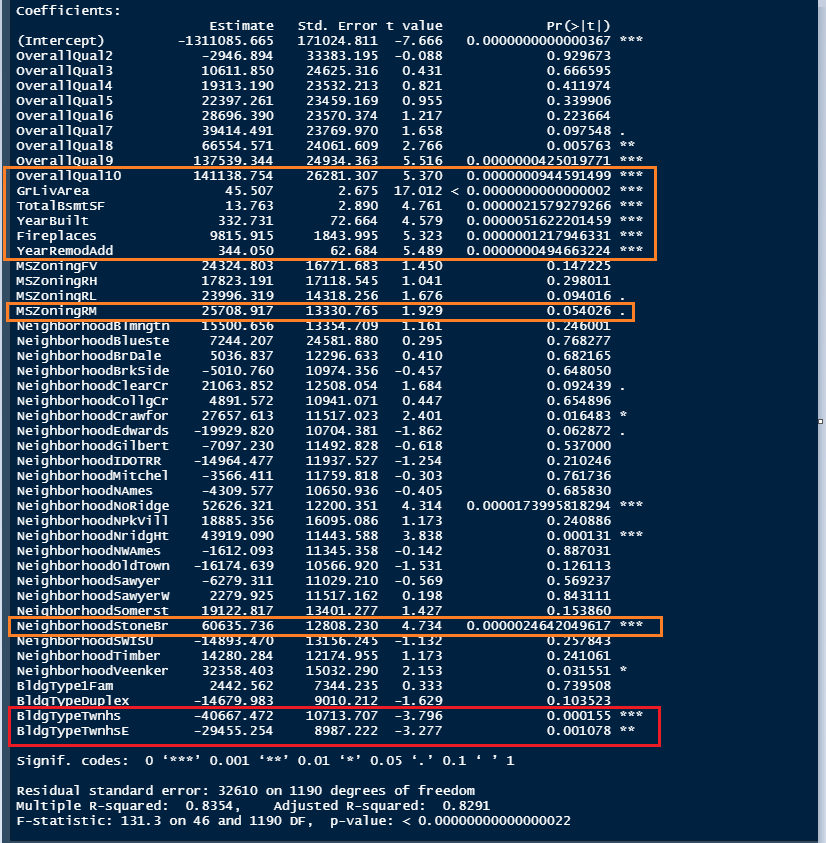 Coefficients:
Estimate Std. Error t value Pr(>|t|)
(Intercept) -1311085.665 171024.811 -7.666 0.0000000000000367 ***
OverallQual2 -2946.894 33383.195 -0.088 0.929673
OverallQual3 10611.850 24625.316 0.431 0.666595
OverallQual4 19313.190 23532.213 0.821 0.411974
OverallQual5 22397.261 23459.169 0.955 0.339906
OverallQual6 28696.390 23570.374 1.217 0.223664
OverallQual7 39414.491 23769.970 1.658 0.097548 .
OverallQual8 66554.571 24061.609 2.766 0.005763 **
OverallQual9 137539.344 24934.363 5.516 0.0000000425019771 ***
OverallQual10 141138.754 26281.307 5.370 0.0000000944591499 ***
GrLivArea 45.507 2.675 17.012 < 0.0000000000000002 ***
TotalBsmtSF 13.763 2.890 4.761 0.0000021579279266 ***
YearBuilt 332.731 72.664 4.579 0.0000051622201459 ***
Fireplaces 9815.915 1843.995 5.323 0.0000001217946331 ***
YearRemodAdd 344.050 62.684 5.489 0.0000000494663224 ***
MSZoningFV 24324.803 16771.683 1.450 0.147225
MSZoningRH 17823.191 17118.545 1.041 0.298011
MSZoningRL 23996.319 14318.256 1.676 0.094016 .
MSZoningRM 25708.917 13330.765 1.929 0.054026 .
NeighborhoodBlmngtn 15500.656 13354.709 1.161 0.246001
NeighborhoodBlueste 7244.207 24581.880 0.295 0.768277
NeighborhoodBrDale 5036.837 12296.633 0.410 0.682165
NeighborhoodBrkSide -5010.760 10974.356 -0.457 0.648050
NeighborhoodClearCr 21063.852 12508.054 1.684 0.092439 .
NeighborhoodCollgCr 4891.572 10941.071 0.447 0.654896
NeighborhoodCrawfor 27657.613 11517.023 2.401 0.016483 *
NeighborhoodEdwards -19929.820 10704.381 -1.862 0.062872 .
NeighborhoodGilbert -7097.230 11492.828 -0.618 0.537000
NeighborhoodIDOTRR -14964.477 11937.527 -1.254 0.210246
NeighborhoodMitchel -3566.411 11759.818 -0.303 0.761736
NeighborhoodNAmes -4309.577 10650.936 -0.405 0.685830
NeighborhoodNoRidge 52626.321 12200.351 4.314 0.0000173995818294 ***
NeighborhoodNPkVill 18885.356 16095.086 1.173 0.240886
NeighborhoodNridgHt 43919.090 11443.588 3.838 0.000131 ***
NeighborhoodNWAmes -1612.093 11345.358 -0.142 0.887031
NeighborhoodOldTown -16174.639 10566.920 -1.531 0.126113
NeighborhoodSawyer -6279.311 11029.210 -0.569 0.569237
NeighborhoodSawyerW 2279.925 11517.162 0.198 0.843111
NeighborhoodSomerst 19122.817 13401.277 1.427 0.153860
NeighborhoodStoneBr 60635.736 12808.230 4.734 0.0000024642049617 ***
NeighborhoodSWISU -14893.470 13156.245 -1.132 0.257843
NeighborhoodTimber 14280.284 12174.955 1.173 0.241061
NeighborhoodVeenker 32358.403 15032.290 2.153 0.031551 *
BldgType1Fam 2442.562 7344.235 0.333 0.739508
BldgTypeDuplex -14679.983 9010.212 -1.629 0.103523
BldgTypeTwnhs -40667.472 10713.707 -3.796 0.000155 ***
BldgTypeTwnhsE -29455.254 8987.222 -3.277 0.001078 **
Signif. codes: 0 ‘***’ 0.001 ‘**’ 0.01 ‘*’ 0.05 ‘.’ 0.1 ‘ ’ 1
Residual standard error: 32610 on 1190 degrees of freedom
Multiple R-squared: 0.8354, Adjusted R-squared: 0.8291
F-statistic: 131.3 on 46 and 1190 DF, p-value: < 0.00000000000000022